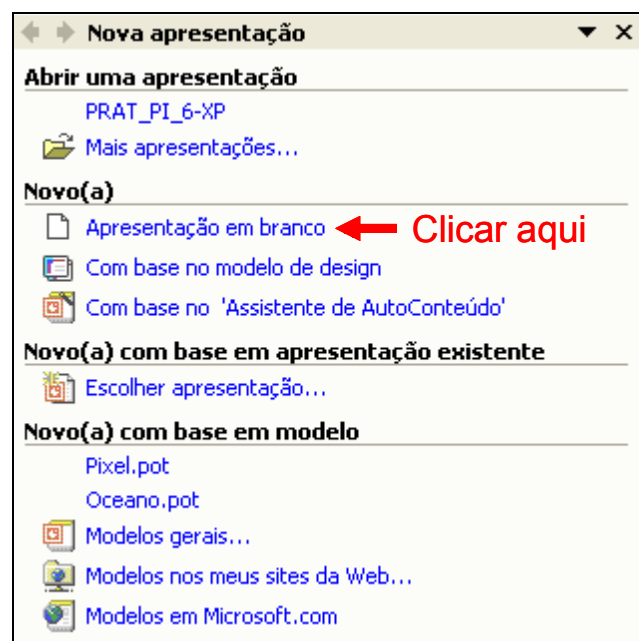 Nova apresentação
Abrir uma apresentação
PRAT_PI_6-XP
Mais apresentações...
Novo(a)
Apresentação em branco Clicar aqui
Com base no modelo de design
Com base no 'Assistente de AutoConteúdo'
Novo(a) com base em apresentação existente
Escolher apresentação...
Novo(a) com base em modelo
Pixel.pot
Oceano.pot
Modelos gerais...
Modelos nos meus sites da Web...
Modelos em Microsoft.com